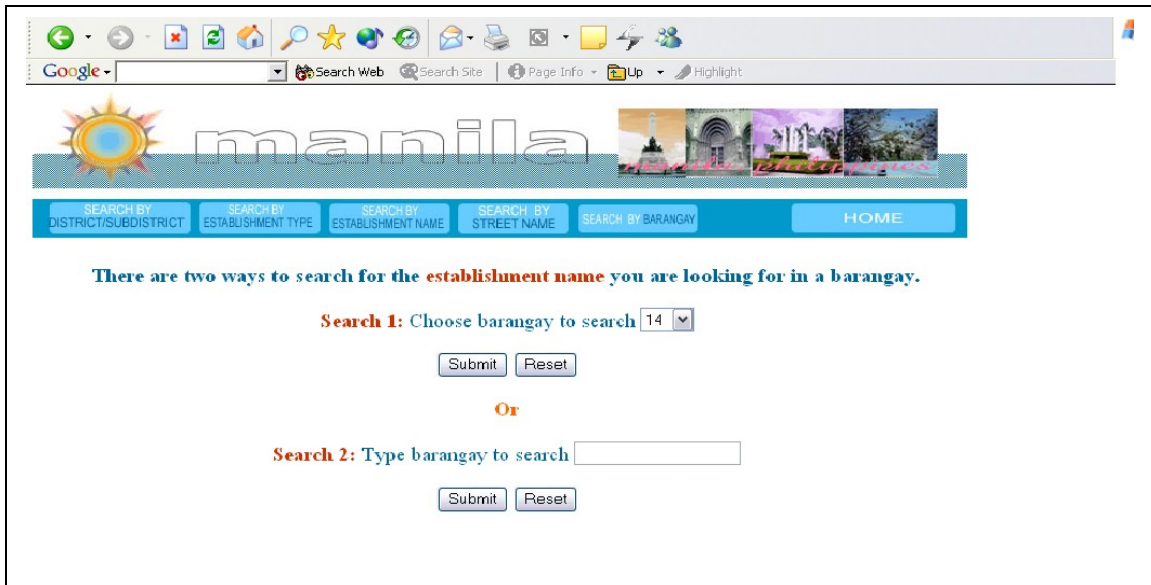 Google
Search Web Search Site Page Info Up Highlight
manila
manila philippines
SEARCH BY DISTRICT/SUBDISTRICT
SEARCH BY ESTABLISHMENT TYPE
SEARCH BY ESTABLISHMENT NAME
SEARCH BY STREET NAME
SEARCH BY BARANGAY
HOME
There are two ways to search for the establishment name you are looking for in a barangay.
Search 1: Choose barangay to search 14
Submit Reset
Or
Search 2: Type barangay to search
Submit Reset